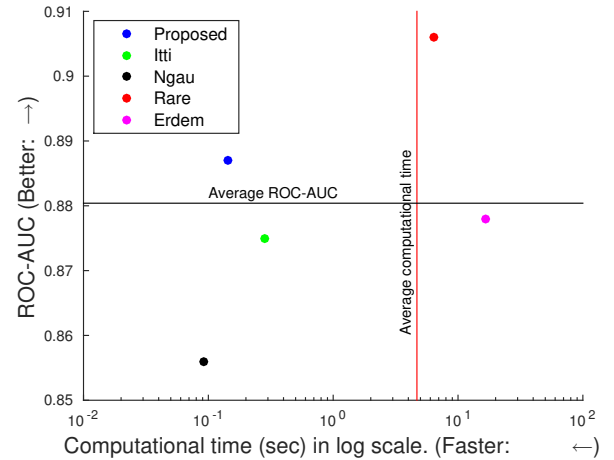 0.91
0.9
0.89
0.88
0.87
0.86
0.85
ROC-AUC (Better: →)
Proposed
Itti
Ngau
Rare
Erdem
Average ROC-AUC
Average computational time
10^-2
10^-1
10^0
10^1
10^2
Computational time (sec) in log scale. (Faster: ←)